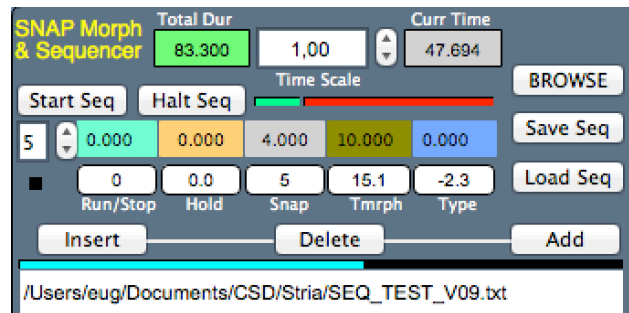 SNAP Morph Total Dur Curr Time
& Sequencer 83.300 1,00 47.694
Time Scale BROWSE
Start Seq Halt Seq
5 0.000 0.000 4.000 10.000 0.000 Save Seq
0 0.0 5 15.1 -2.3 Load Seq
Run/Stop Hold Snap Tmrph Type
Insert Delete Add
/Users/eug/Documents/CSD/Stria/SEQ_TEST_V09.txt